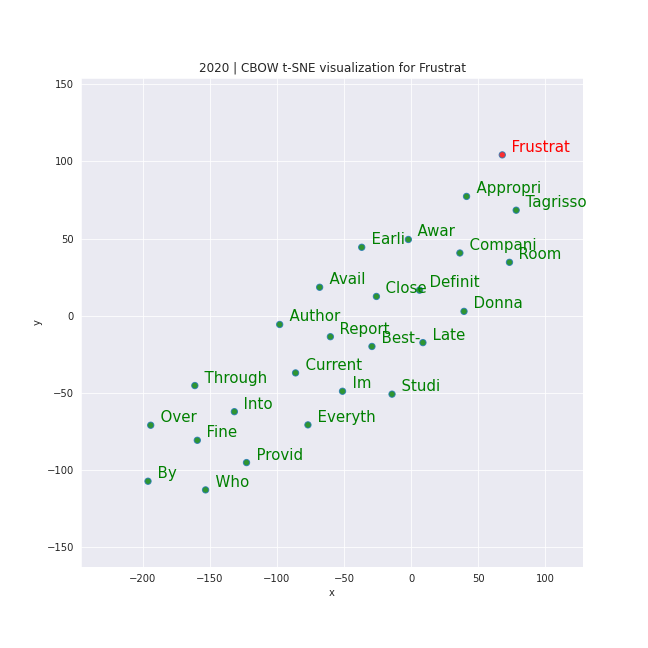 2020 | CBOW t-SNE visualization for Frustrat
150
100
50
0
−50
−100
−150
y
Frustrat
Appropri
Tagrisso
Awar
Earli
Compani
Room
Avail
Definit
Close
Donna
Author
Report
Late
Best-
Current
Through
Im
Studi
Into
Over
Everyth
Fine
Provid
By
Who
−200
−150
−100
−50
0
50
100
x